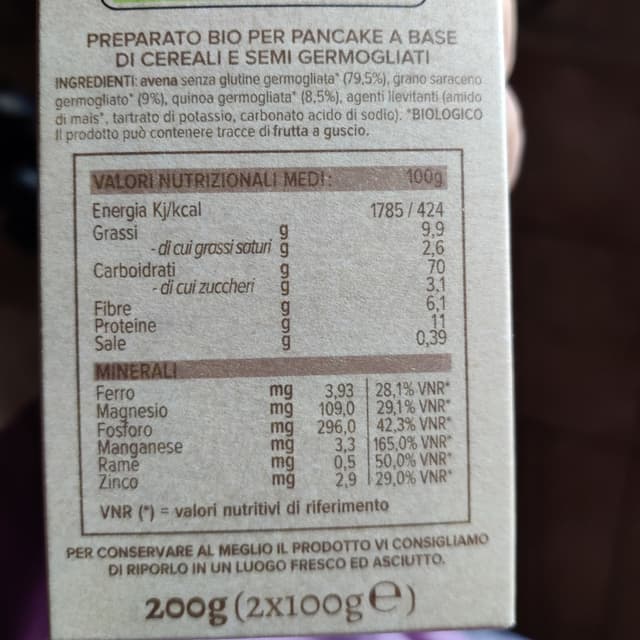 PREPARATO BIO PER PANCAKE A BASE
DI CEREALI E SEMI GERMOGLIATI
INGREDIENTI: avena senza glutine germogliata* (79,5%), grano saraceno
germogliato* (9%), quinoa germogliata* (8,5%), agenti lievitanti (amido
di mais*, tartrato di potassio, carbonato acido di sodio). *BIOLOGICO
Il prodotto può contenere tracce di frutta a guscio.
VALORI NUTRIZIONALI MEDI: 100g
Energia Kj/kcal 1785 / 424
Grassi g 9,9
- di cui grassi saturi g 2,6
Carboidrati g 70
- di cui zuccheri g 3,1
Fibre g 6,1
Proteine g 11
Sale g 0,39
MINERALI
Ferro mg 3,93 28,1% VNR*
Magnesio mg 109,0 29,1% VNR*
Fosforo mg 296,0 42,3% VNR*
Manganese mg 3,3 165,0% VNR*
Rame mg 0,5 50,0% VNR*
Zinco mg 2,9 29,0% VNR*
VNR (*) = valori nutritivi di riferimento
PER CONSERVARE AL MEGLIO IL PRODOTTO VI CONSIGLIAMO
DI RIPORLO IN UN LUOGO FRESCO ED ASCIUTTO.
200g (2x100g e)